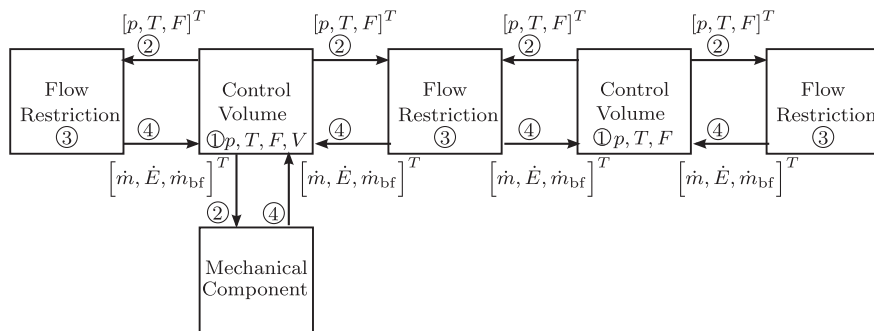 [p, T, F]^T [p, T, F]^T [p, T, F]^T [p, T, F]^T
② ② ② ②
Flow Restriction ③
Control Volume ①p, T, F, V
Flow Restriction ③
Control Volume ①p, T, F
Flow Restriction ③
④ ④ ④ ④
[ṁ, Ė, ṁ_bf]^T [ṁ, Ė, ṁ_bf]^T [ṁ, Ė, ṁ_bf]^T [ṁ, Ė, ṁ_bf]^T
② ④
Mechanical
Component